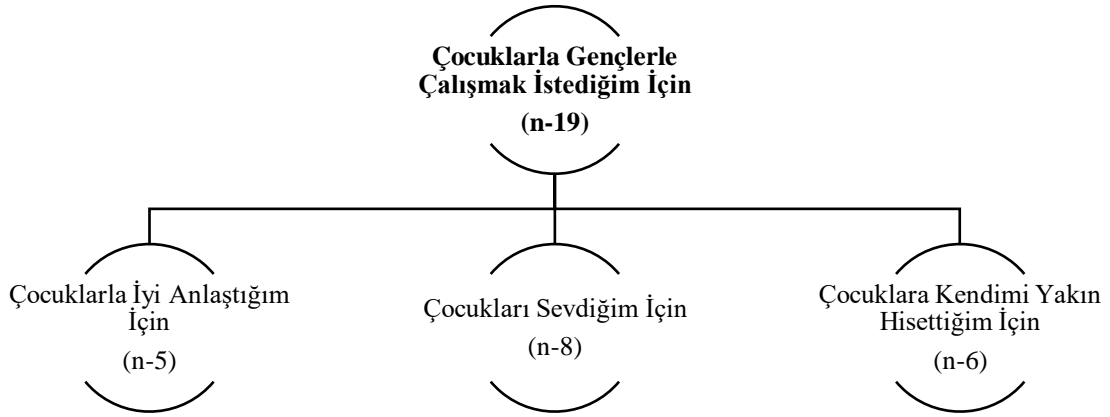 Çocuklarla Gençlerle
Çalışmak İstediğim İçin
(n-19)
Çocuklarla İyi Anlaştığım
İçin
(n-5)
Çocukları Sevdiğim İçin
(n-8)
Çocuklara Kendimi Yakın
Hisettiğim İçin
(n-6)